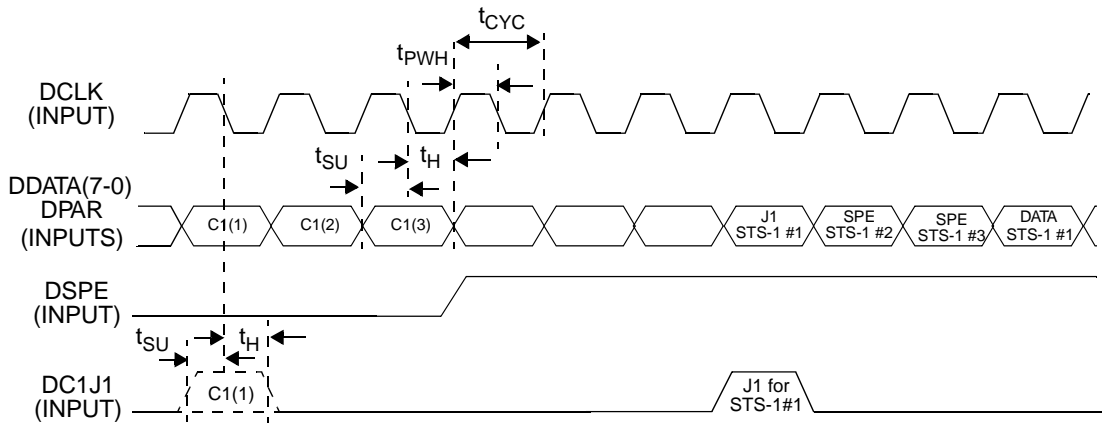 tCYC
tPWH
DCLK
(INPUT)
tSU
tH
DDATA(7-0)
DPAR
(INPUTS)
C1(1)
C1(2)
C1(3)
J1
STS-1 #1
SPE
STS-1 #2
SPE
STS-1 #3
DATA
STS-1 #1
DSPE
(INPUT)
tSU
tH
DC1J1
(INPUT)
C1(1)
J1 for
STS-1#1